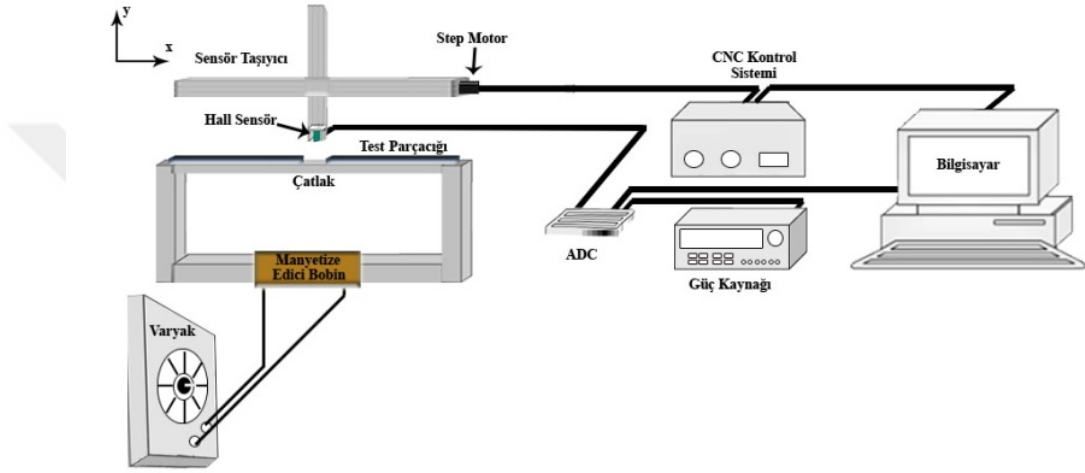 y
x
Sensör Taşıyıcı
Step Motor
CNC Kontrol
Sistemi
Hall Sensör
Test Parçacığı
Çatlak
Bilgisayar
ADC
Manyetize
Edici Bobin
Güç Kaynağı
Varyak